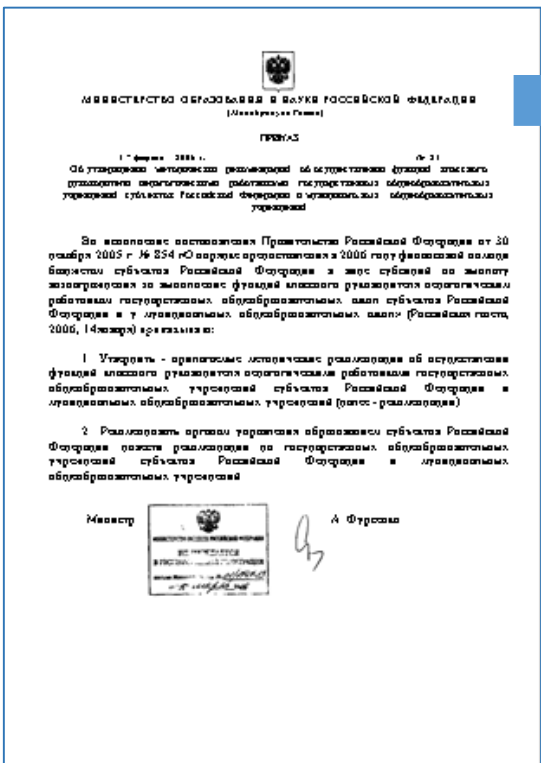 МИНИСТЕРСТВО ОБРАЗОВАНИЯ И НАУКИ РОССИЙСКОЙ ФЕДЕРАЦИИ
(Минобрнауки России)
ПРИКАЗ
февраля 2006 г. № 21
Об утверждении методических рекомендаций об осуществлении функций классного
руководителя педагогическими работниками государственных общеобразовательных
учреждений субъектов Российской Федерации и муниципальных общеобразовательных
учреждений
Во исполнение постановления Правительства Российской Федерации от 30
декабря 2005 г. № 854 «О порядке предоставления в 2006 году финансовой помощи
бюджетам субъектов Российской Федерации в виде субсидий на выплату
вознаграждения за выполнение функций классного руководителя педагогическим
работникам государственных общеобразовательных школ субъектов Российской
Федерации и муниципальных общеобразовательных школ» (Российская газета,
2006, 14 января) приказываю:
1 Утвердить - прилагаемые методические рекомендации об осуществлении
функций классного руководителя педагогическими работниками государственных
общеобразовательных учреждений субъектов Российской Федерации и
муниципальных общеобразовательных учреждений (далее - рекомендации)
2 Рекомендовать органам управления образованием субъектов Российской
Федерации довести рекомендации до государственных общеобразовательных
учреждений субъектов Российской Федерации и муниципальных
общеобразовательных учреждений
Министр А. Фурсенко